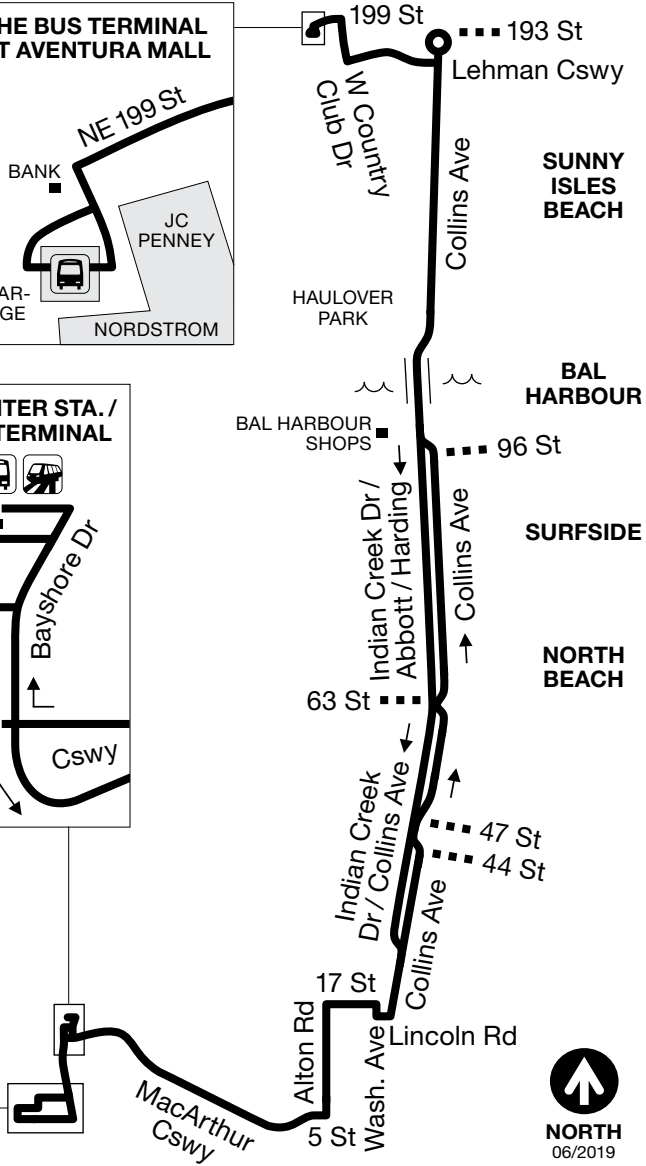 HE BUS TERMINAL
T AVENTURA MALL
NE 199 St
BANK
JC
PENNEY
AR-
GE
NORDSTROM
199 St
193 St
Lehman Cswy
W Country
Club Dr
Collins Ave
SUNNY
ISLES
BEACH
HAULOVER
PARK
BAL
HARBOUR
BAL HARBOUR
SHOPS
96 St
Indian Creek Dr /
Abbott / Harding
Collins Ave
SURFSIDE
NORTH
BEACH
63 St
NTER STA. /
TERMINAL
Bayshore Dr
Cswy
Indian Creek
Dr / Collins Ave
47 St
44 St
Collins Ave
17 St
Alton Rd
Wash. Ave
Lincoln Rd
MacArthur
Cswy
5 St
NORTH
06/2019